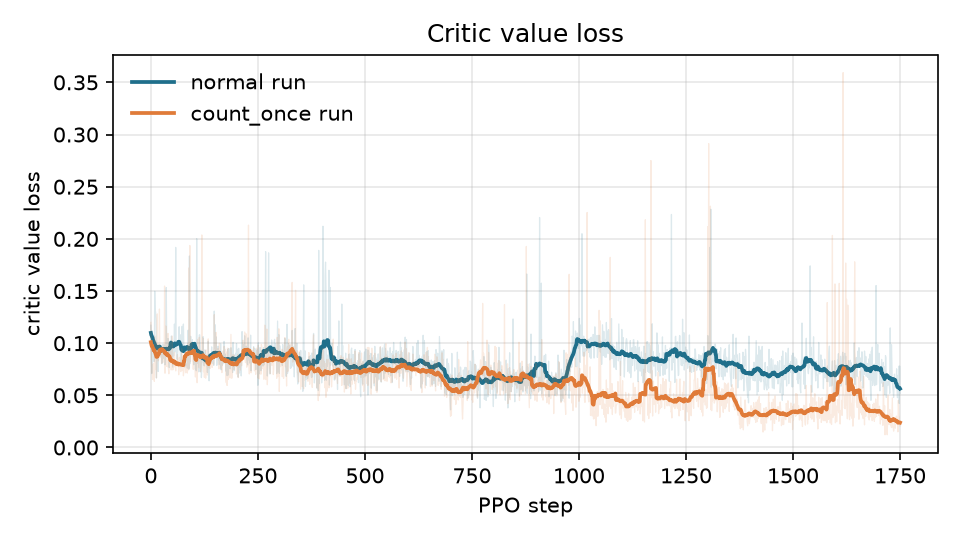 Critic value loss
normal run
count_once run
critic value loss
0.35
0.30
0.25
0.20
0.15
0.10
0.05
0.00
0 250 500 750 1000 1250 1500 1750
PPO step